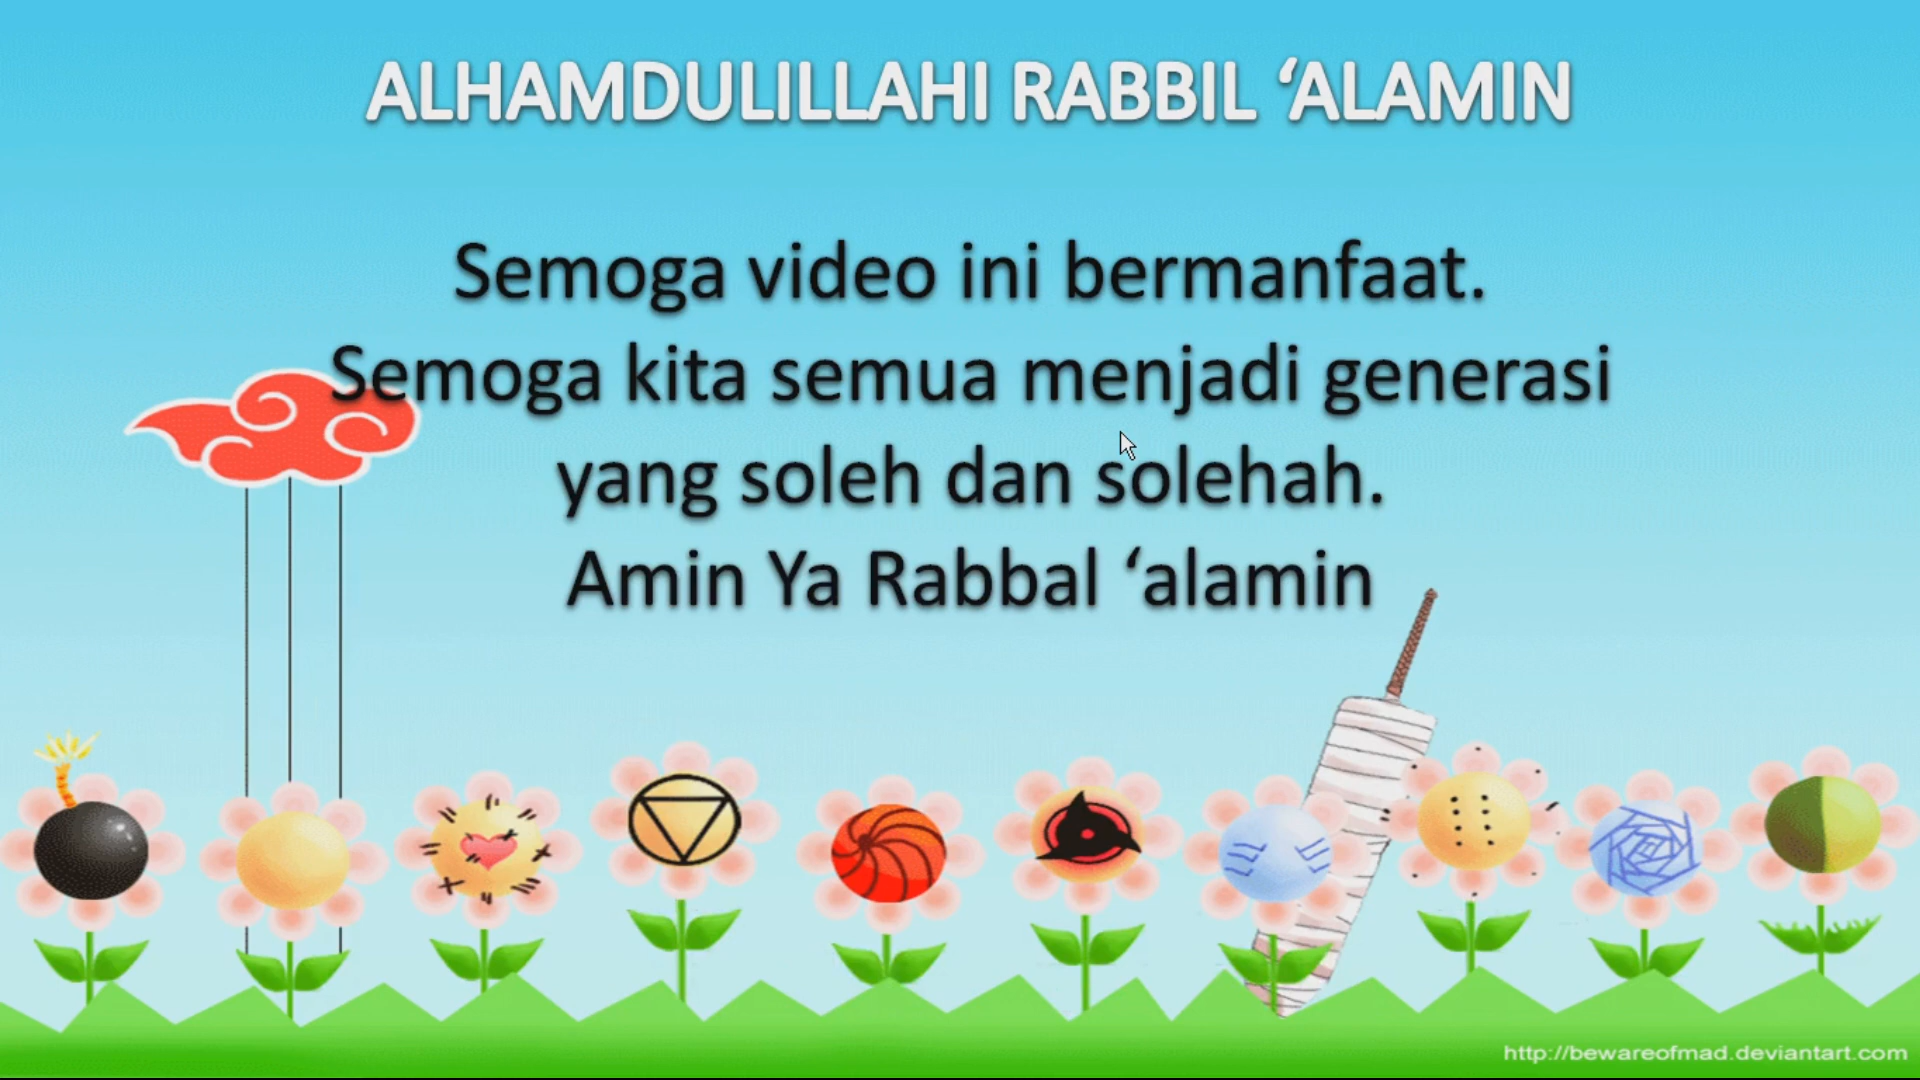 ALHAMDULILLAHI RABBIL ‘ALAMIN
Semoga video ini bermanfaat.
Semoga kita semua menjadi generasi
yang soleh dan solehah.
Amin Ya Rabbal ‘alamin
http://bewareofmad.deviantart.com